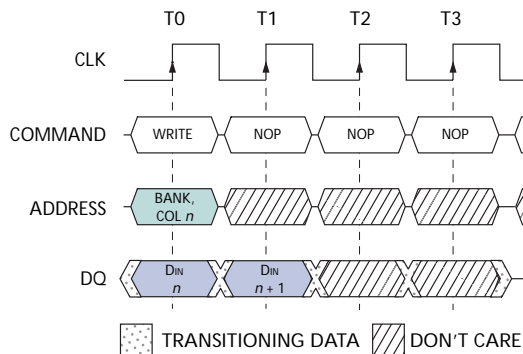 T0 T1 T2 T3
CLK
COMMAND WRITE NOP NOP NOP
ADDRESS BANK,
COL n
DQ DIN
n DIN
n + 1
TRANSITIONING DATA DON'T CARE